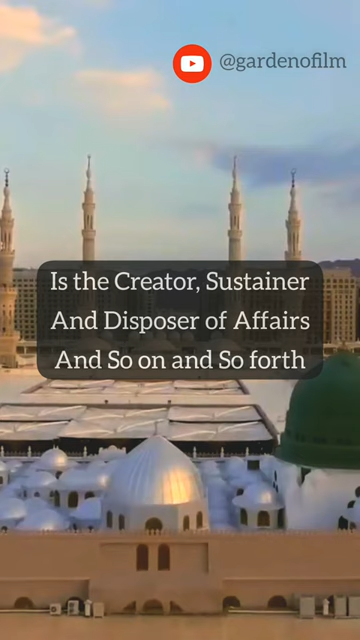 @gardenofilm
Is the Creator, Sustainer
And Disposer of Affairs
And So on and So forth